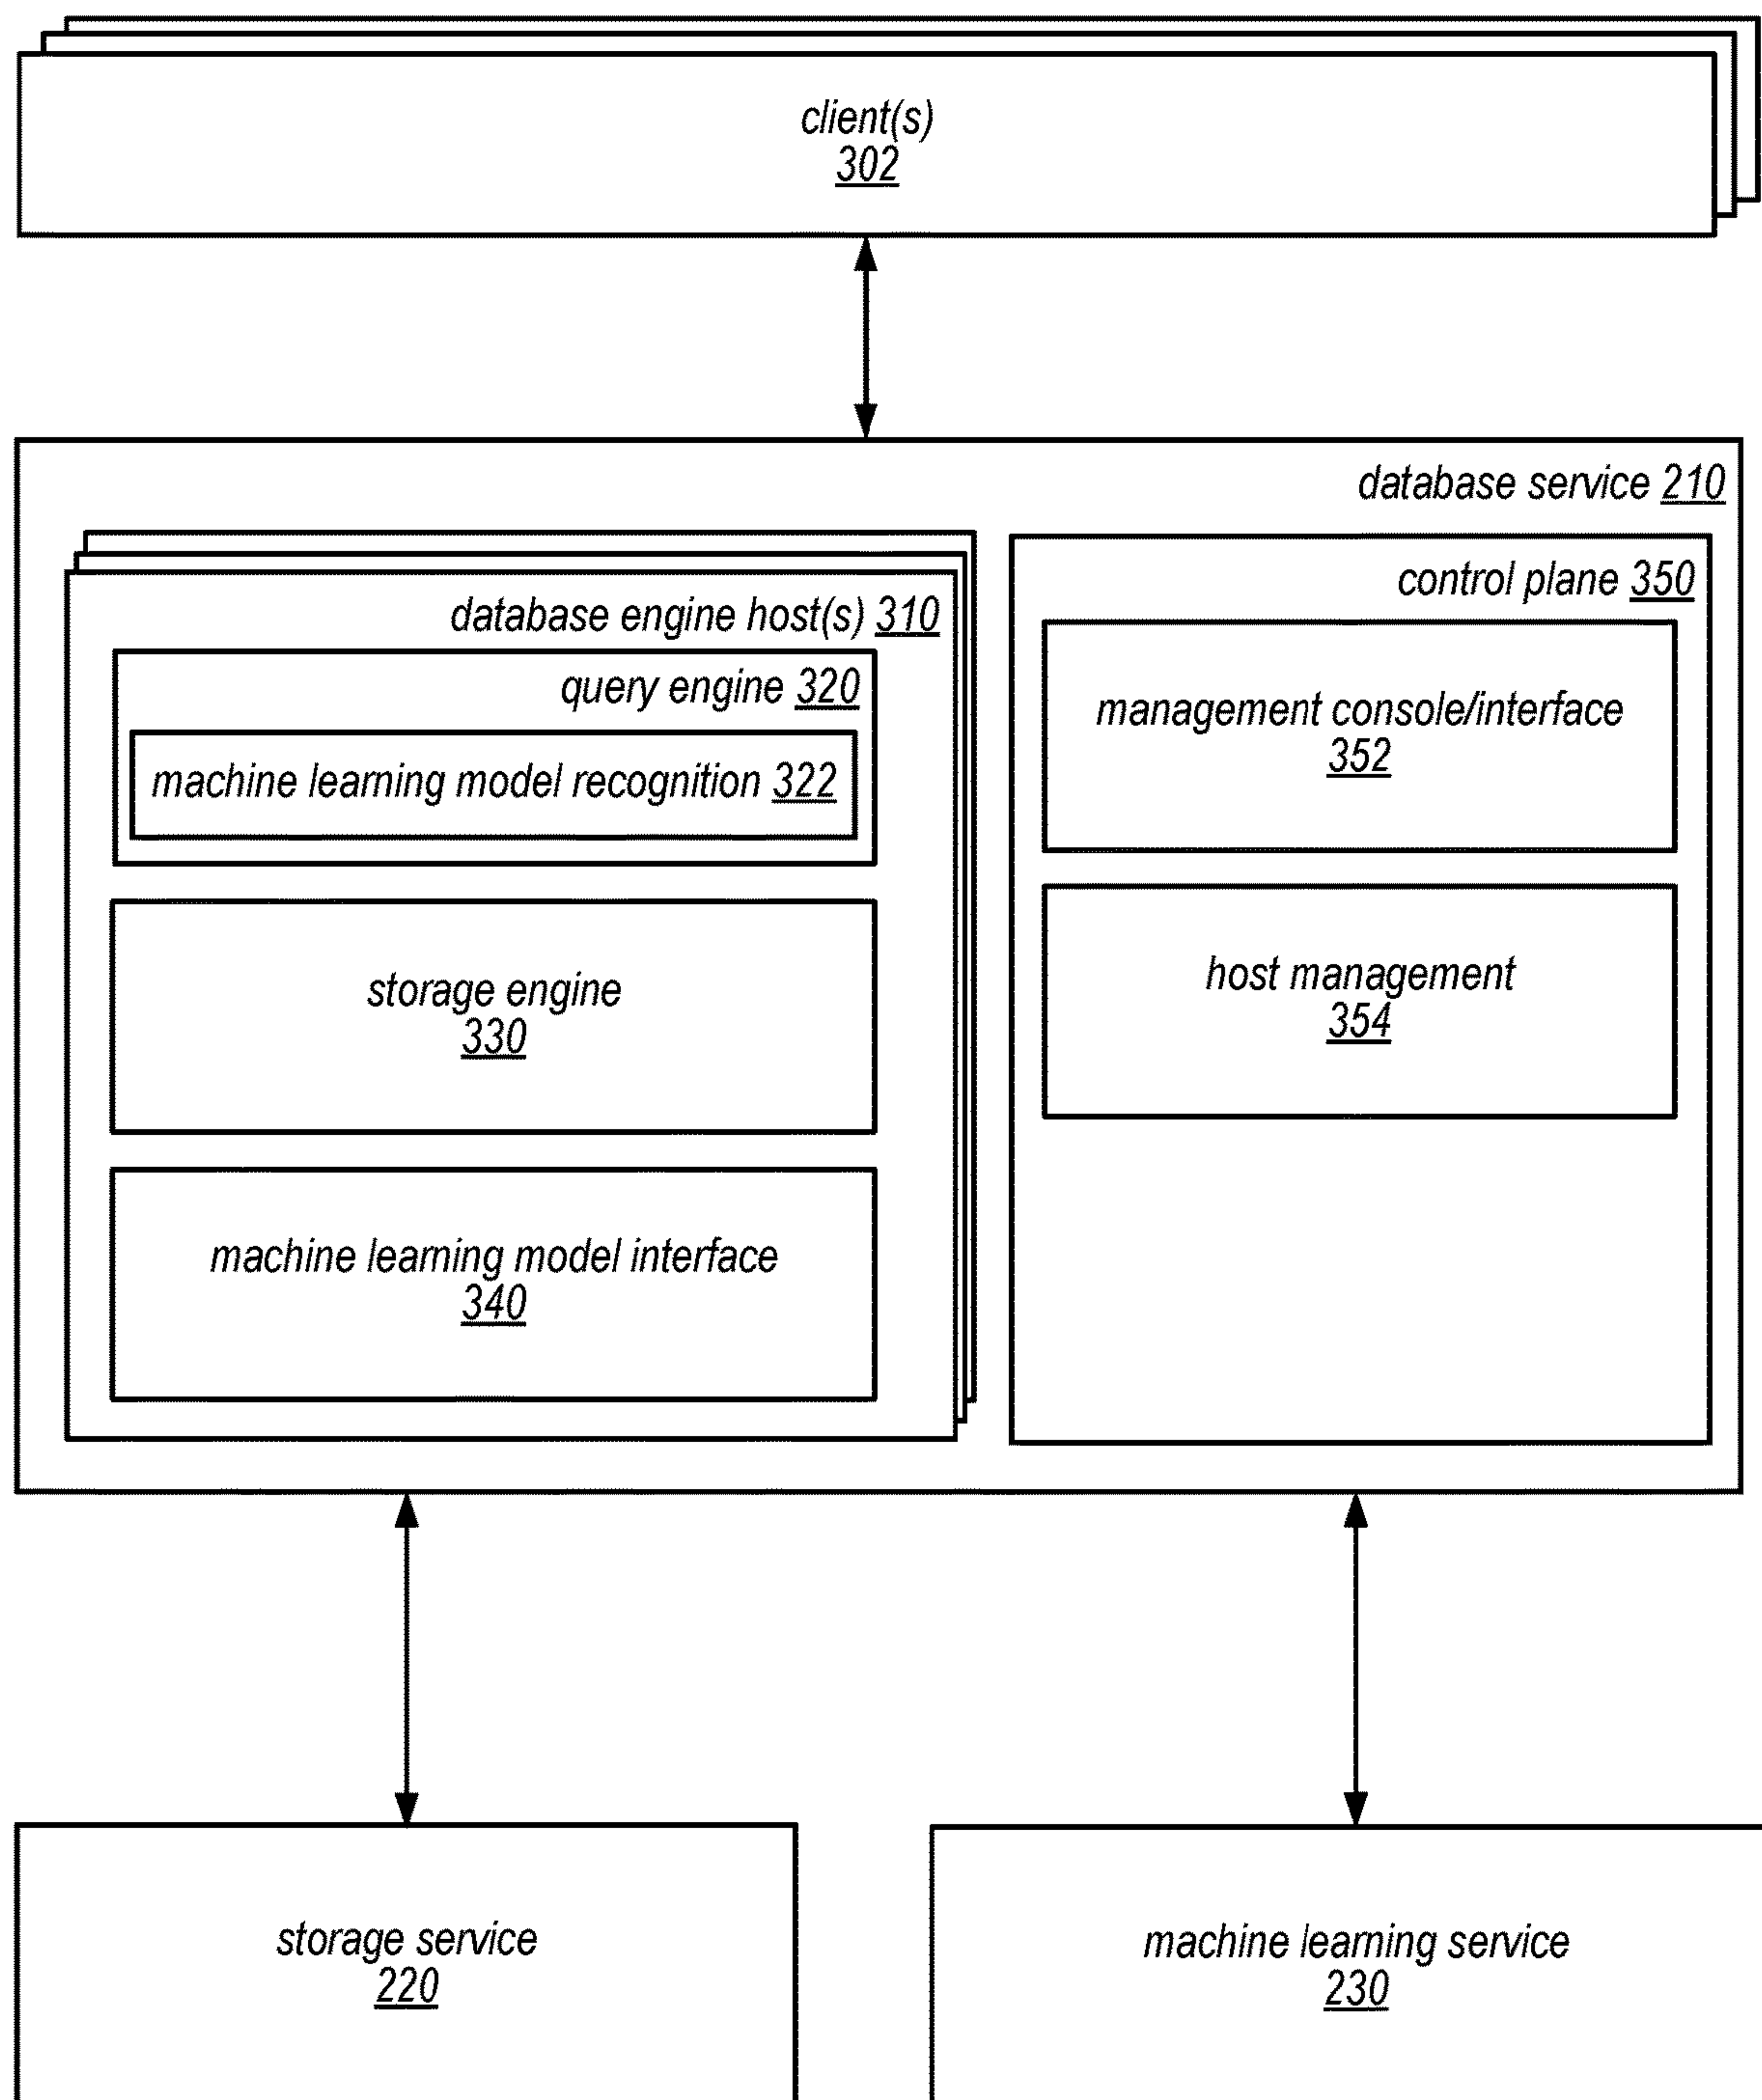 client(s)
302
database service 210
database engine host(s) 310
query engine 320
machine learning model recognition 322
storage engine
330
machine learning model interface
340
control plane 350
management console/interface
352
host management
354
storage service
220
machine learning service
230